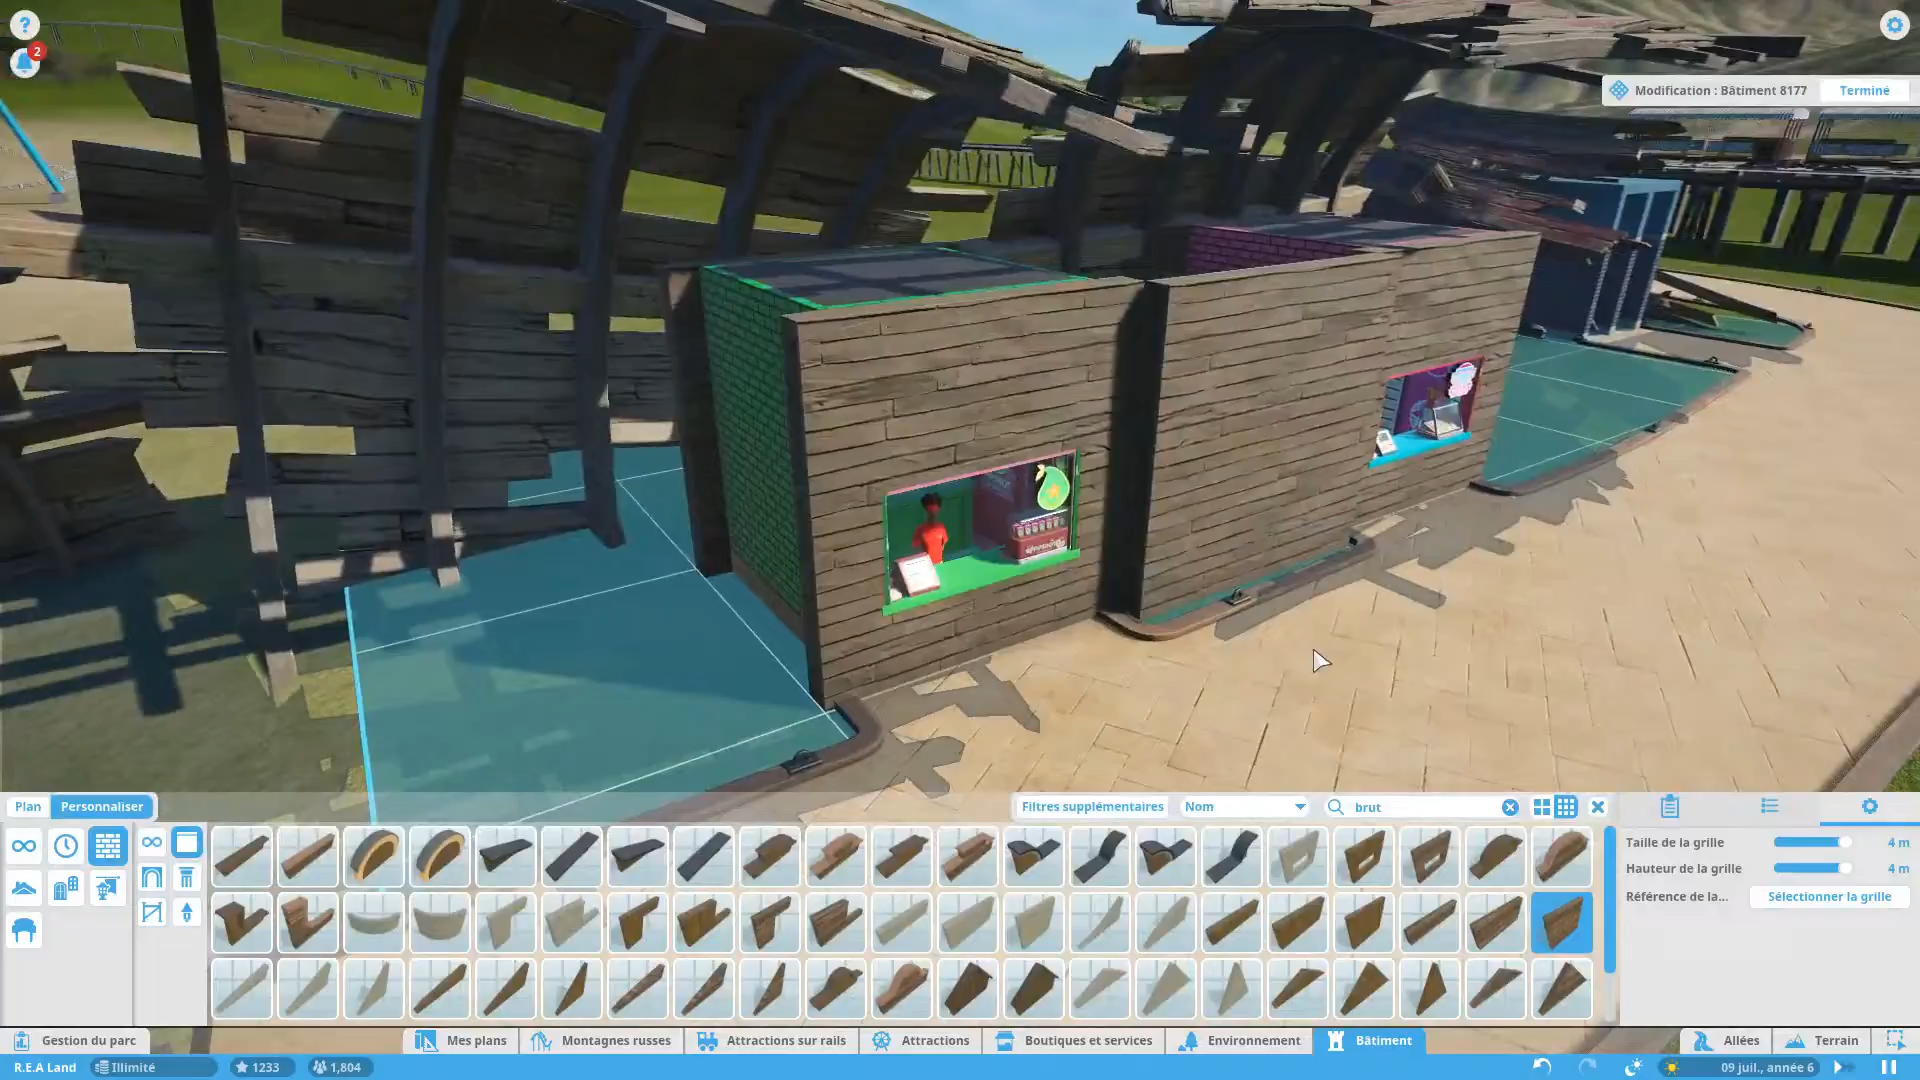 ?
2
Modification : Bâtiment 8177
Terminé
Plan
Personnaliser
Filtres supplémentaires
Nom
brut
Taille de la grille
4 m
Hauteur de la grille
4 m
Référence de la...
Sélectionner la grille
Gestion du parc
Mes plans
Montagnes russes
Attractions sur rails
Attractions
Boutiques et services
Environnement
Bâtiment
Allées
Terrain
R.E.A Land
Illimité
1233
1,804
09 juil., année 6